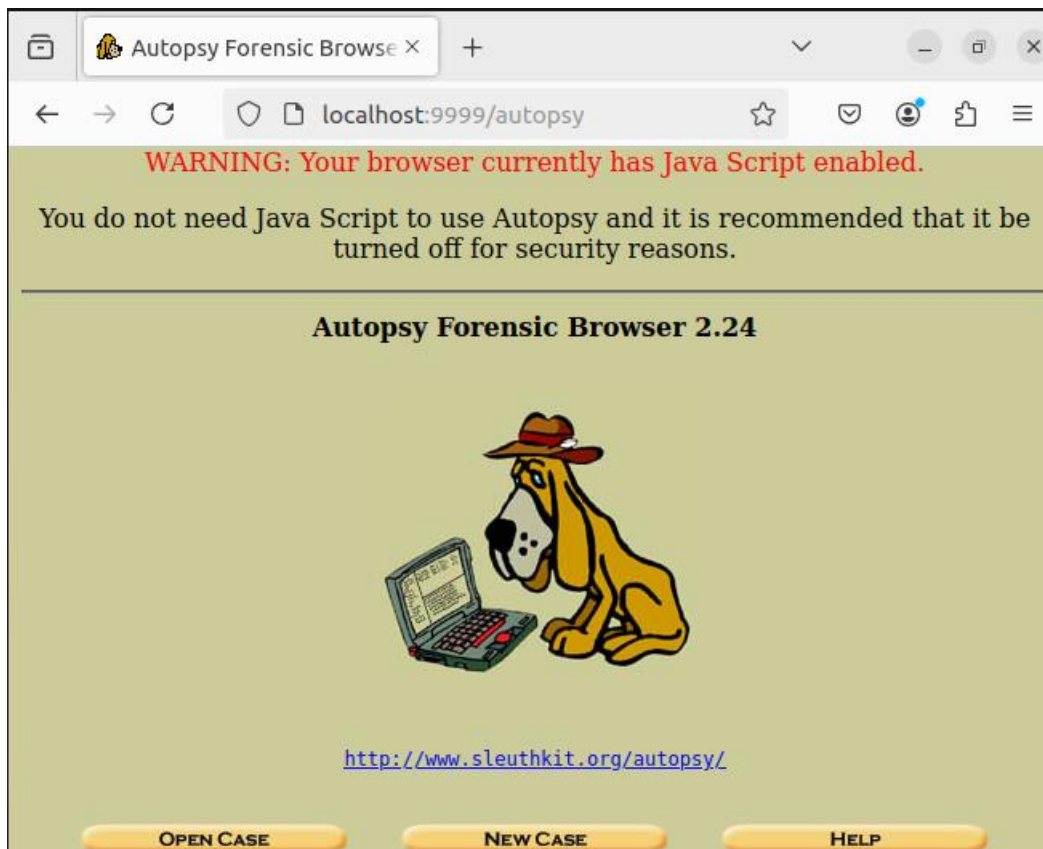 Autopsy Forensic Browse
localhost:9999/autopsy
WARNING: Your browser currently has Java Script enabled.
You do not need Java Script to use Autopsy and it is recommended that it be
turned off for security reasons.
Autopsy Forensic Browser 2.24
http://www.sleuthkit.org/autopsy/
OPEN CASE NEW CASE HELP